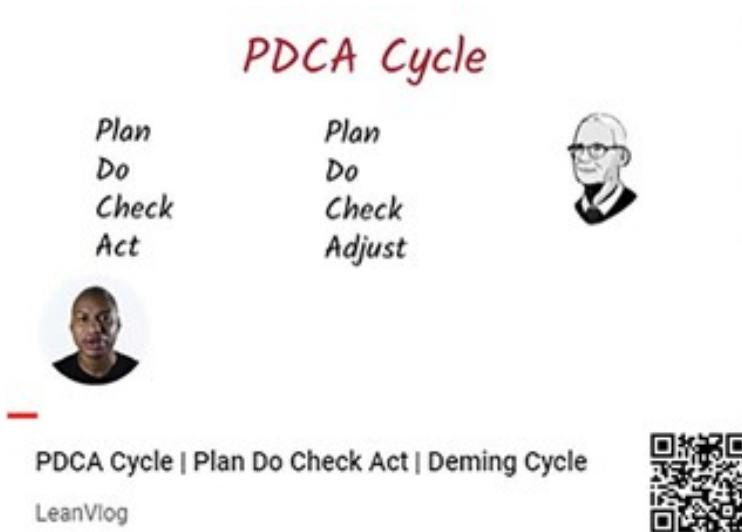 PDCA Cycle
Plan
Do
Check
Act
Plan
Do
Check
Adjust
PDCA Cycle | Plan Do Check Act | Deming Cycle
LeanVlog